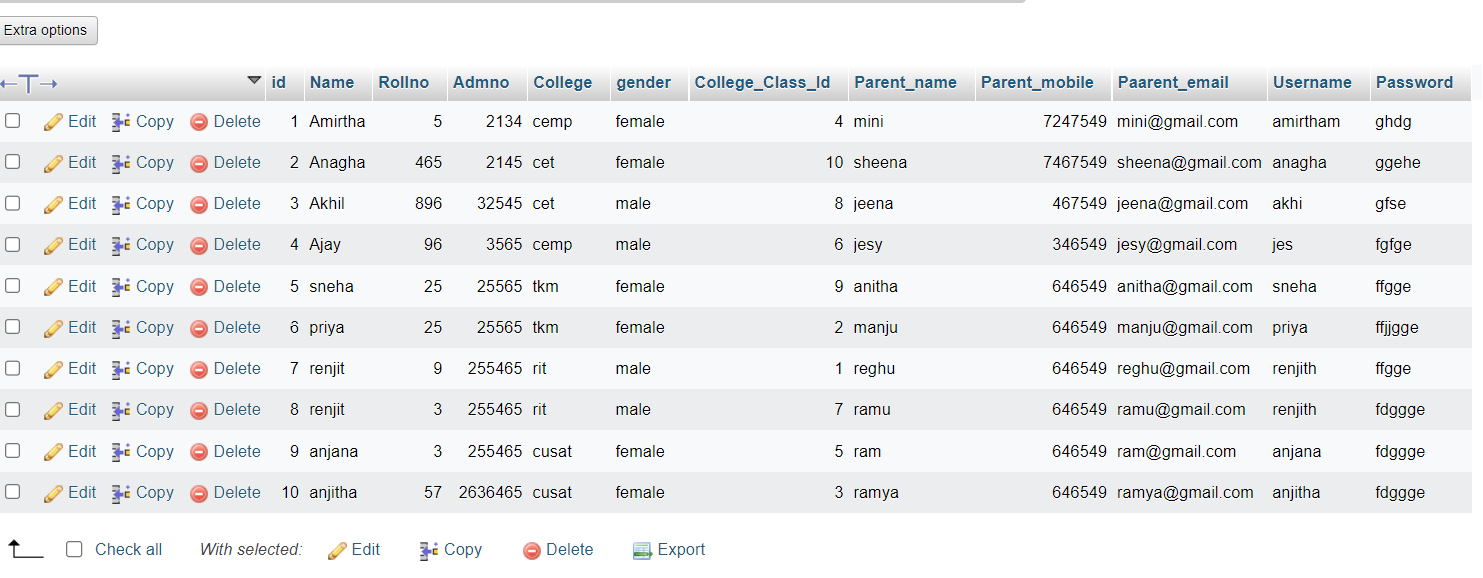 Extra options
id Name Rollno Admno College gender College_Class_Id Parent_name Parent_mobile Paarent_email Username Password
Edit Copy Delete 1 Amirtha 5 2134 cemp female 4 mini 7247549 mini@gmail.com amirtham ghdg
Edit Copy Delete 2 Anagha 465 2145 cet female 10 sheena 7467549 sheena@gmail.com anagha ggehe
Edit Copy Delete 3 Akhil 896 32545 cet male 8 jeena 467549 jeena@gmail.com akhi gfse
Edit Copy Delete 4 Ajay 96 3565 cemp male 6 jesy 346549 jesy@gmail.com jes fgfge
Edit Copy Delete 5 sneha 25 25565 tkm female 9 anitha 646549 anitha@gmail.com sneha ffgge
Edit Copy Delete 6 priya 25 25565 tkm female 2 manju 646549 manju@gmail.com priya ffjjgge
Edit Copy Delete 7 renjit 9 255465 rit male 1 reghu 646549 reghu@gmail.com renjith ffgge
Edit Copy Delete 8 renjit 3 255465 rit male 7 ramu 646549 ramu@gmail.com renjith fdggge
Edit Copy Delete 9 anjana 3 255465 cusat female 5 ram 646549 ram@gmail.com anjana fdggge
Edit Copy Delete 10 anjitha 57 2636465 cusat female 3 ramya 646549 ramya@gmail.com anjitha fdggge
Check all With selected: Edit Copy Delete Export